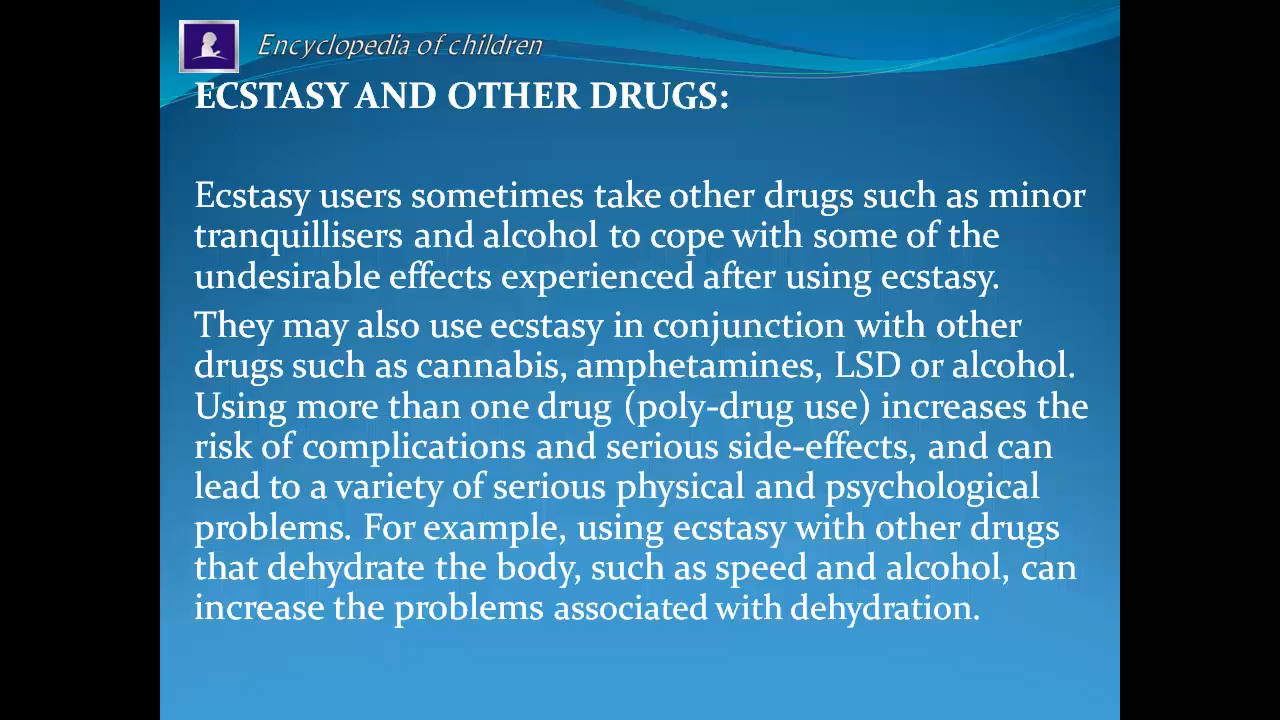 Encyclopedia of children
ECSTASY AND OTHER DRUGS:
Ecstasy users sometimes take other drugs such as minor
tranquillisers and alcohol to cope with some of the
undesirable effects experienced after using ecstasy.
They may also use ecstasy in conjunction with other
drugs such as cannabis, amphetamines, LSD or alcohol.
Using more than one drug (poly-drug use) increases the
risk of complications and serious side-effects, and can
lead to a variety of serious physical and psychological
problems. For example, using ecstasy with other drugs
that dehydrate the body, such as speed and alcohol, can
increase the problems associated with dehydration.